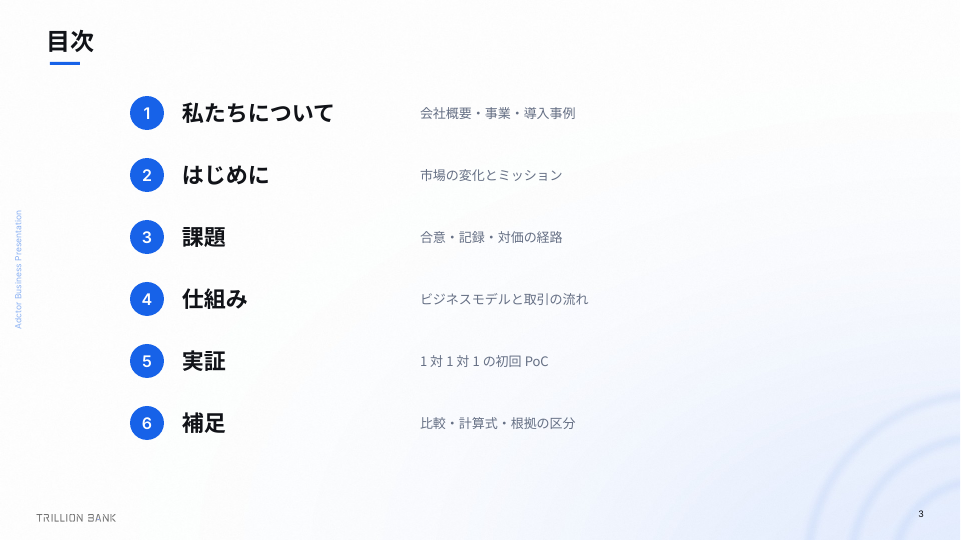 目次
1 私たちについて 会社概要・事業・導入事例
2 はじめに 市場の変化とミッション
3 課題 合意・記録・対価の経路
4 仕組み ビジネスモデルと取引の流れ
5 実証 1 対 1 対 1 の初回 PoC
6 補足 比較・計算式・根拠の区分
Adctor Business Presentation
TRILLION BANK
3